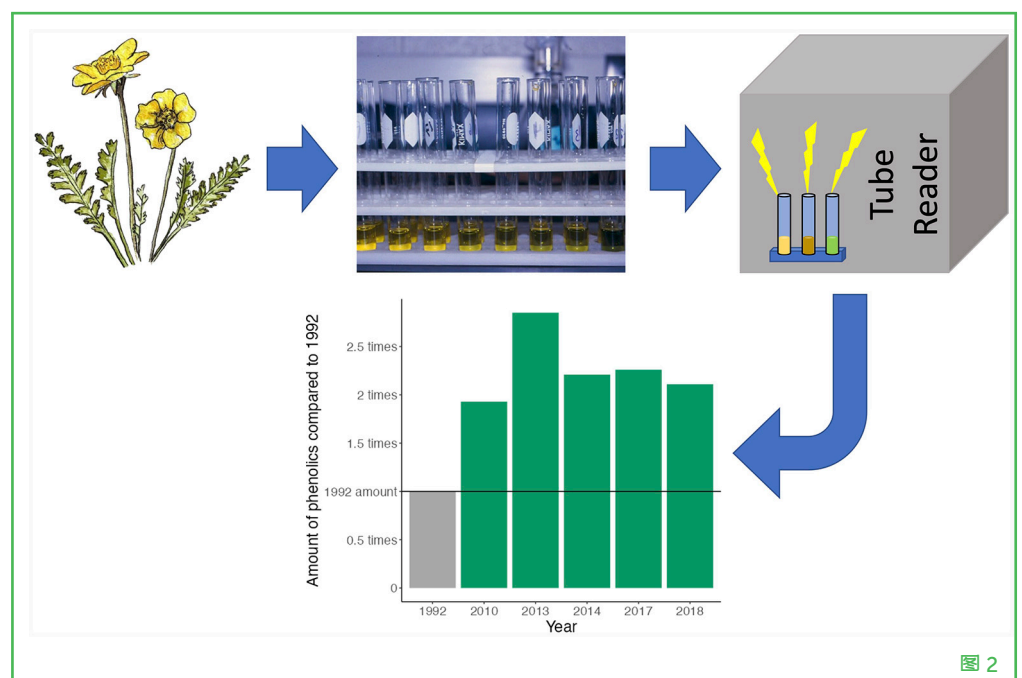 KIMAX
Tube
Reader
Amount of phenolics compared to 1992
2.5 times
2 times
1.5 times
1992 amount
0.5 times
0
1992 2010 2013 2014 2017 2018
Year
图 2